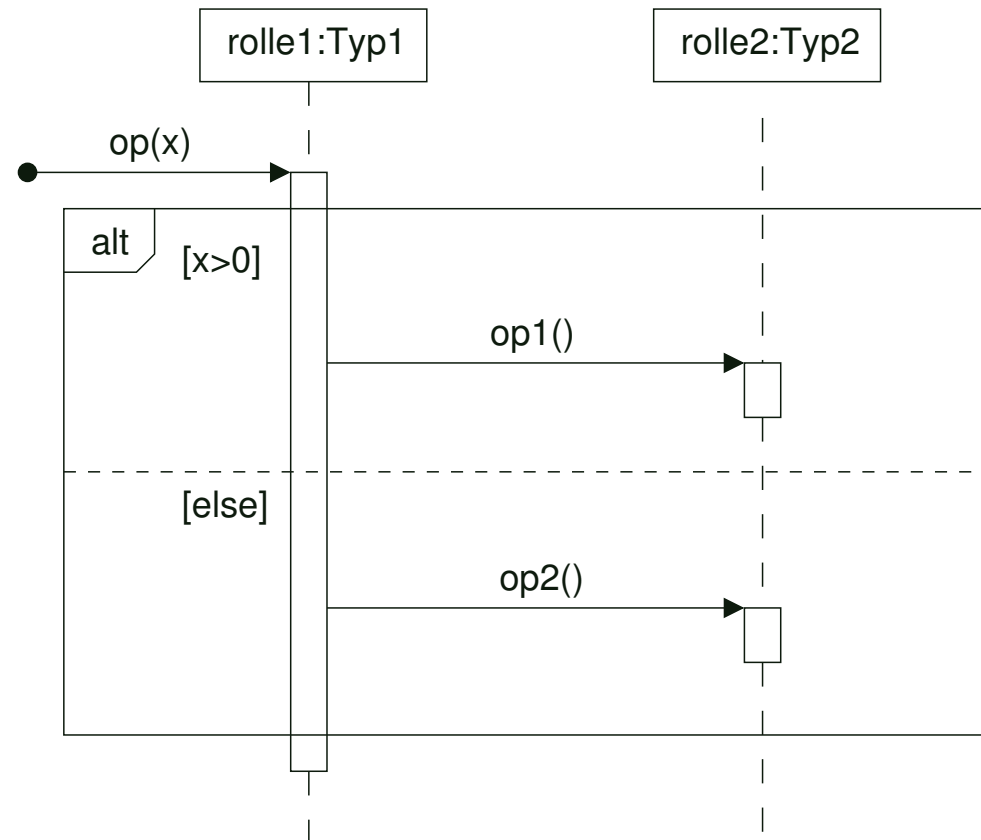 rolle1:Typ1
rolle2:Typ2
op(x)
alt
[x>0]
op1()
[else]
op2()